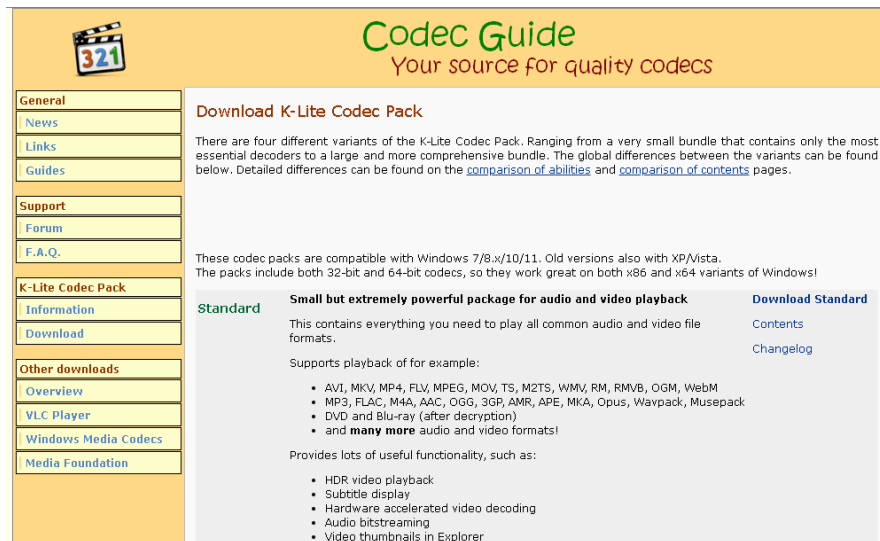 321
Codec Guide
Your source for quality codecs
General
News
Links
Guides
Support
Forum
F.A.Q.
K-Lite Codec Pack
Information
Download
Other downloads
Overview
VLC Player
Windows Media Codecs
Media Foundation
Download K-Lite Codec Pack
There are four different variants of the K-Lite Codec Pack. Ranging from a very small bundle that contains only the most
essential decoders to a large and more comprehensive bundle. The global differences between the variants can be found
below. Detailed differences can be found on the comparison of abilities and comparison of contents pages.
These codec packs are compatible with Windows 7/8.x/10/11. Old versions also with XP/Vista.
The packs include both 32-bit and 64-bit codecs, so they work great on both x86 and x64 variants of Windows!
Standard
Small but extremely powerful package for audio and video playback
This contains everything you need to play all common audio and video file
formats.
Supports playback of for example:
• AVI, MKV, MP4, FLV, MPEG, MOV, TS, M2TS, WMV, RM, RMVB, OGM, WebM
• MP3, FLAC, M4A, AAC, OGG, 3GP, AMR, APE, MKA, Opus, Wavpack, Musepack
• DVD and Blu-ray (after decryption)
• and many more audio and video formats!
Provides lots of useful functionality, such as:
• HDR video playback
• Subtitle display
• Hardware accelerated video decoding
• Audio bitstreaming
• Video thumbnails in Explorer
Download Standard
Contents
Changelog